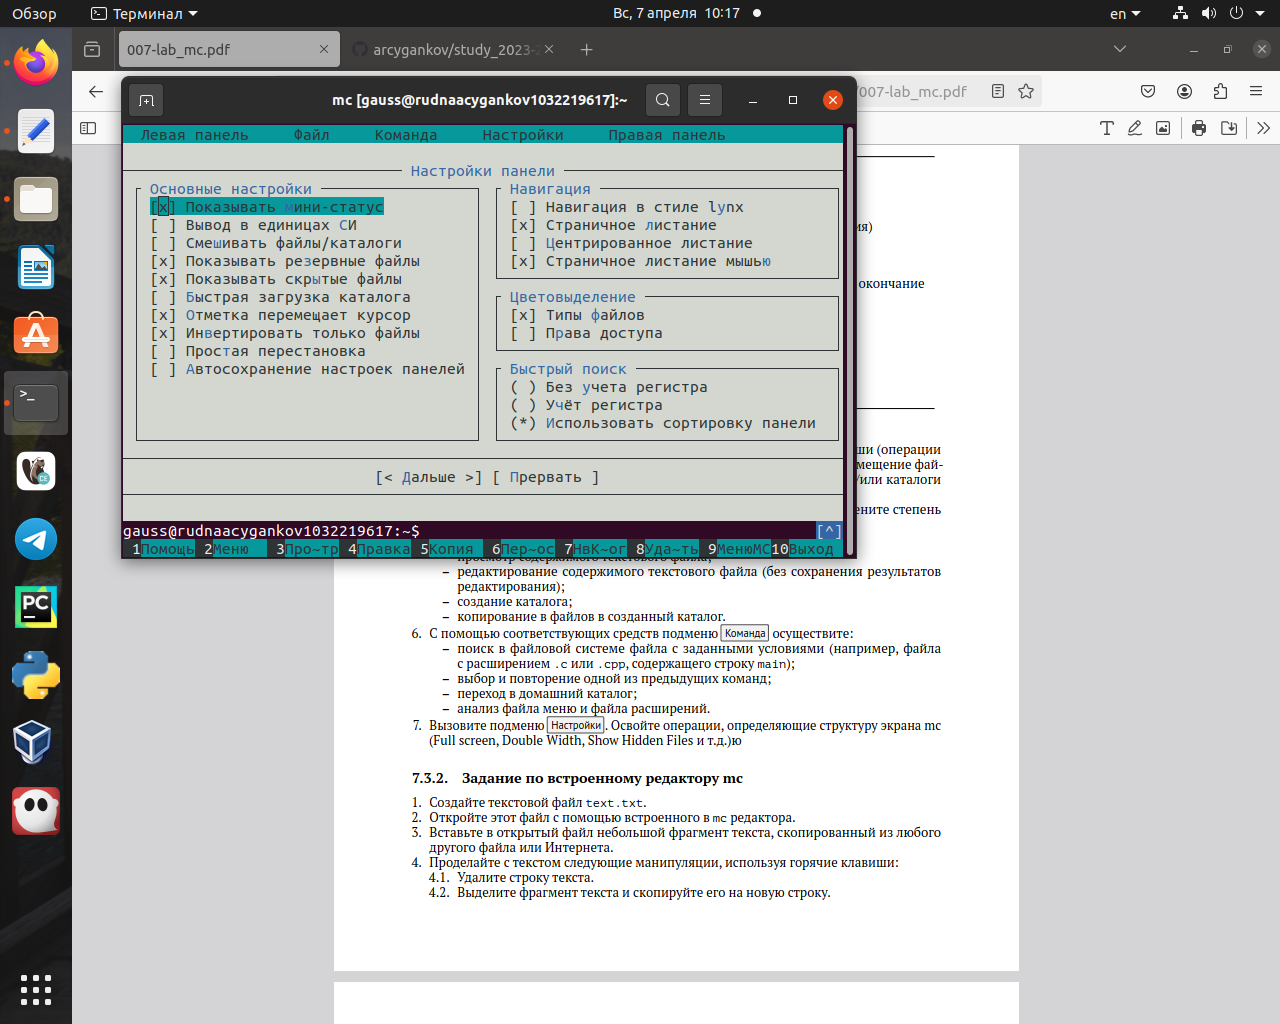 Обзор
Терминал
Вс, 7 апреля 10:17
en
007-lab_mc.pdf
arcygankov/study_2023-2
/007-lab_mc.pdf
mc [gauss@rudnaacygankov1032219617]:~
Левая панель Файл Команда Настройки Правая панель
Настройки панели
Основные настройки
[x] Показывать мини-статус
[ ] Вывод в единицах СИ
[ ] Смешивать файлы/каталоги
[x] Показывать резервные файлы
[x] Показывать скрытые файлы
[ ] Быстрая загрузка каталога
[x] Отметка перемещает курсор
[x] Инвертировать только файлы
[ ] Простая перестановка
[ ] Автосохранение настроек панелей
Навигация
[ ] Навигация в стиле lynx
[x] Страничное листание
[ ] Центрированное листание
[x] Страничное листание мышью
Цветовыделение
[x] Типы файлов
[ ] Права доступа
Быстрый поиск
( ) Без учета регистра
( ) Учёт регистра
(*) Использовать сортировку панели
[< Дальше >] [ Прервать ]
gauss@rudnaacygankov1032219617:~$ [^]
1Помощь 2Меню 3Про~тр 4Правка 5Копия 6Пер~ос 7НвК~ог 8Уда~ть 9МенюMC 10Выход
ия)
окончание
ши (операции
мещение фай-
/или каталоги
ените степень
– просмотр содержимого текстового файла;
– редактирование содержимого текстового файла (без сохранения результатов
редактирования);
– создание каталога;
– копирование в файлов в созданный каталог.
6. С помощью соответствующих средств подменю Команда осуществите:
– поиск в файловой системе файла с заданными условиями (например, файла
с расширением .c или .cpp, содержащего строку main);
– выбор и повторение одной из предыдущих команд;
– переход в домашний каталог;
– анализ файла меню и файла расширений.
7. Вызовите подменю Настройки. Освойте операции, определяющие структуру экрана mc
(Full screen, Double Width, Show Hidden Files и т.д.)ю
7.3.2. Задание по встроенному редактору mc
1. Создайте текстовой файл text.txt.
2. Откройте этот файл с помощью встроенного в mc редактора.
3. Вставьте в открытый файл небольшой фрагмент текста, скопированный из любого
другого файла или Интернета.
4. Проделайте с текстом следующие манипуляции, используя горячие клавиши:
4.1. Удалите строку текста.
4.2. Выделите фрагмент текста и скопируйте его на новую строку.